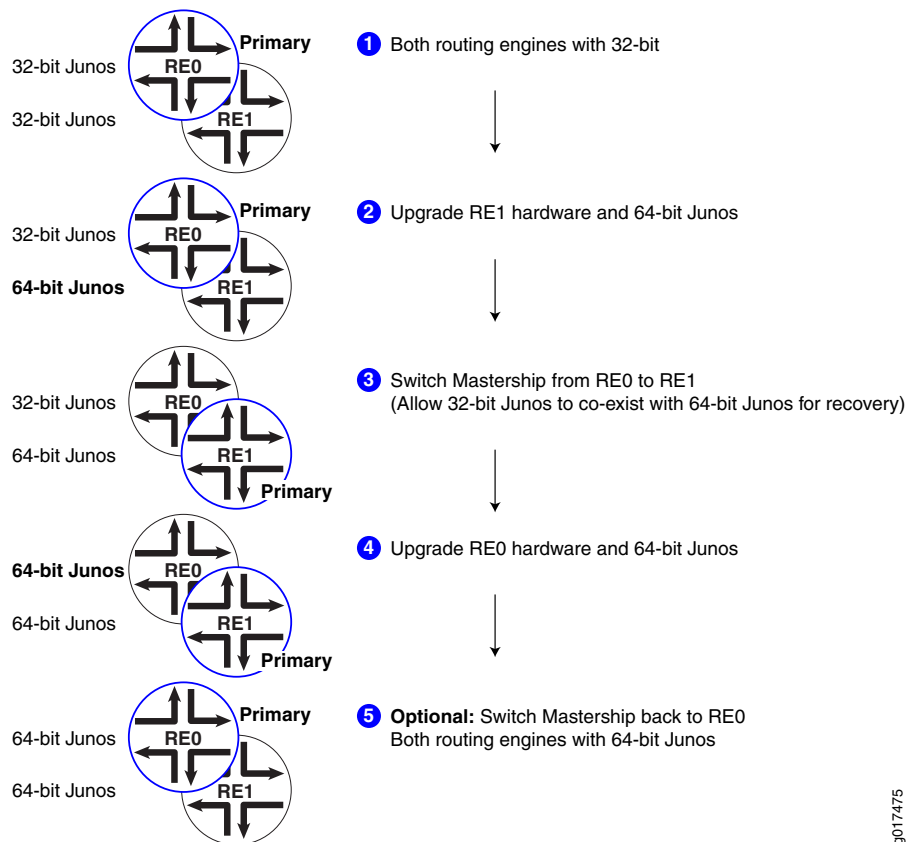 Primary
32-bit Junos
RE0
32-bit Junos
RE1
1 Both routing engines with 32-bit
Primary
32-bit Junos
RE0
64-bit Junos
RE1
2 Upgrade RE1 hardware and 64-bit Junos
32-bit Junos
RE0
64-bit Junos
RE1
Primary
3 Switch Mastership from RE0 to RE1
(Allow 32-bit Junos to co-exist with 64-bit Junos for recovery)
64-bit Junos
RE0
64-bit Junos
RE1
Primary
4 Upgrade RE0 hardware and 64-bit Junos
Primary
64-bit Junos
RE0
64-bit Junos
RE1
5 Optional: Switch Mastership back to RE0
Both routing engines with 64-bit Junos
g017475